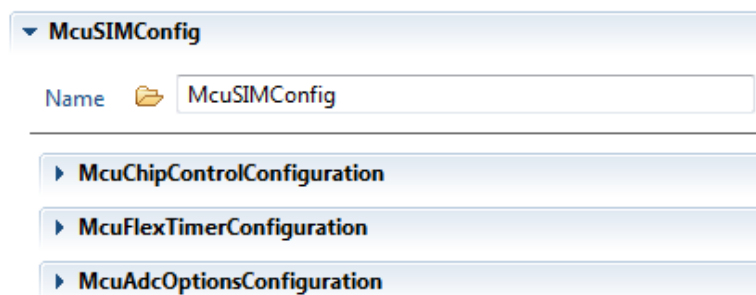 McuSIMConfig
Name McuSIMConfig
McuChipControlConfiguration
McuFlexTimerConfiguration
McuAdcOptionsConfiguration